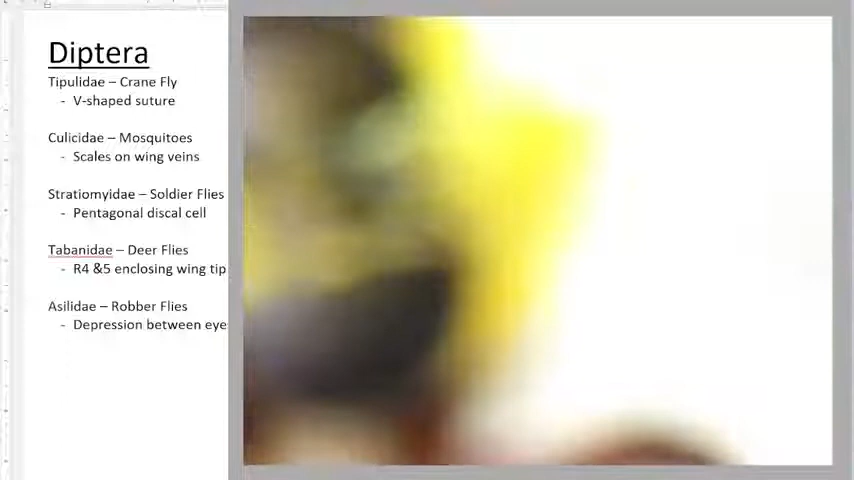 Diptera
Tipulidae – Crane Fly
- V-shaped suture
Culicidae – Mosquitoes
- Scales on wing veins
Stratiomyidae – Soldier Flies
- Pentagonal discal cell
Tabanidae – Deer Flies
- R4 &5 enclosing wing tip
Asilidae – Robber Flies
- Depression between eye